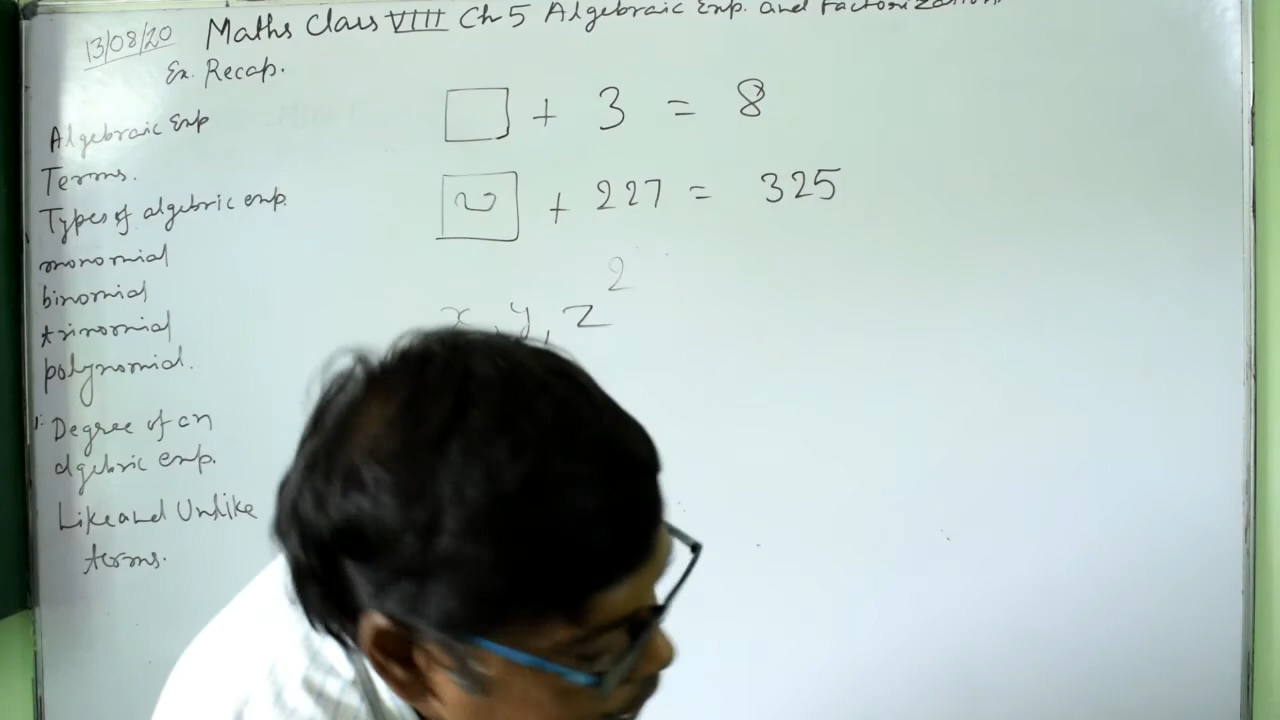 13/08/20 Maths Class VIII Ch 5 Algebraic Exp. and Factorization
Ex. Recap.
Algebraic Exp
Terms.
Types of algebric exp.
monomial
binomial
trinomial
polynomial.
1. Degree of an
algebric exp.
Like and Unlike
terms.
□ + 3 = 8
□ + 227 = 325
x, y, z 2